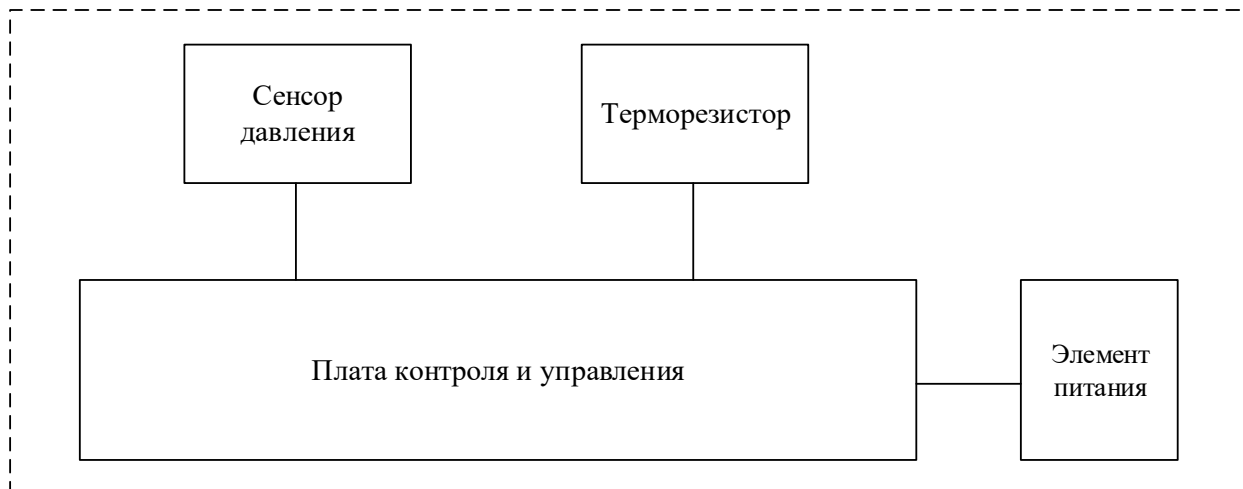 Сенсор
давления
Терморезистор
Плата контроля и управления
Элемент
питания